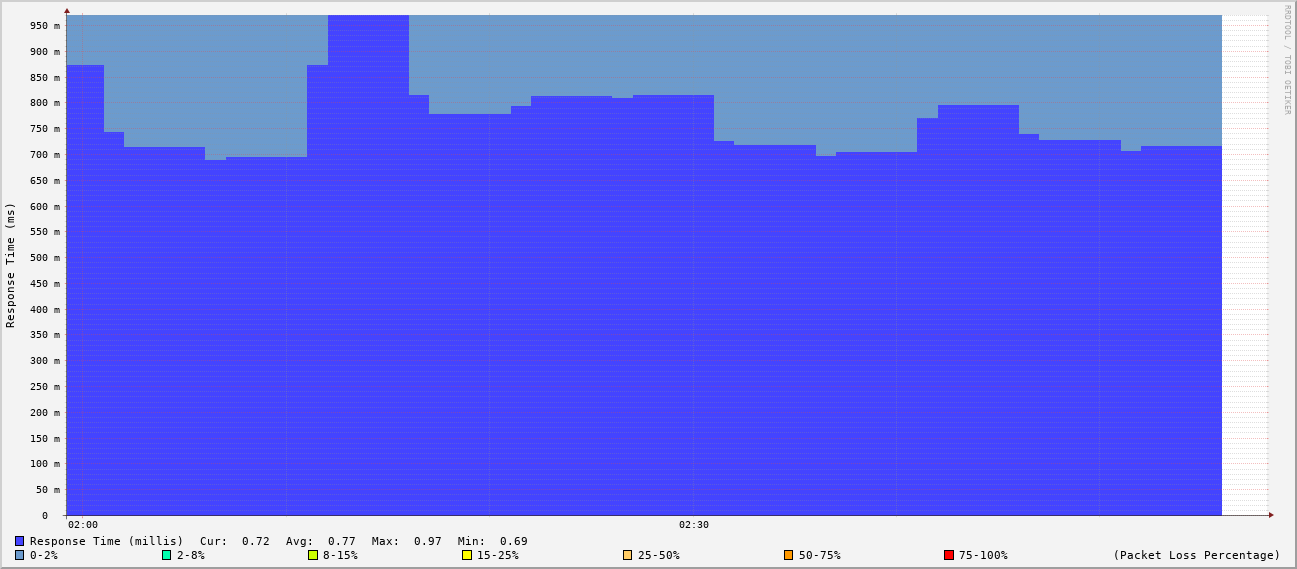 RRDTOOL / TOBI OETIKER
Response Time (ms)
950 m
900 m
850 m
800 m
750 m
700 m
650 m
600 m
550 m
500 m
450 m
400 m
350 m
300 m
250 m
200 m
150 m
100 m
50 m
0
02:00 02:30
Response Time (millis) Cur: 0.72 Avg: 0.77 Max: 0.97 Min: 0.69
0-2% 2-8% 8-15% 15-25% 25-50% 50-75% 75-100% (Packet Loss Percentage)